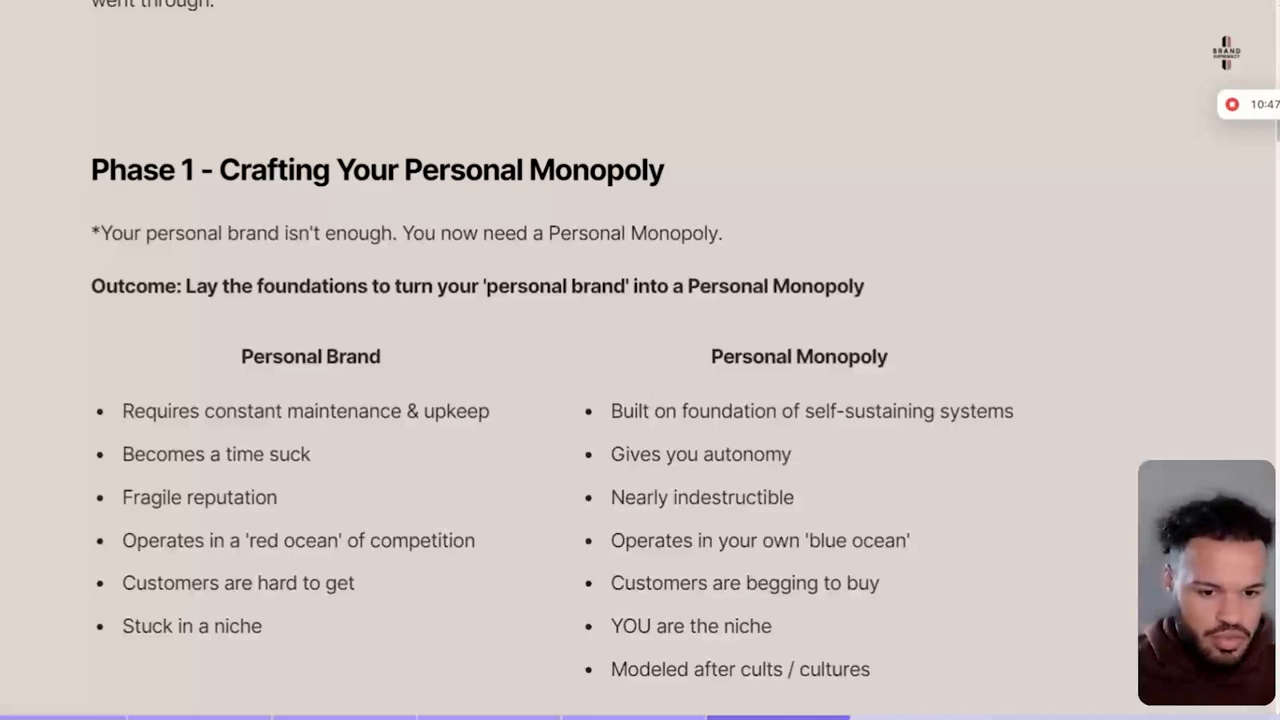 went through.
BRAND
SUPREMACY
10:47
Phase 1 - Crafting Your Personal Monopoly
*Your personal brand isn't enough. You now need a Personal Monopoly.
Outcome: Lay the foundations to turn your 'personal brand' into a Personal Monopoly
Personal Brand
• Requires constant maintenance & upkeep
• Becomes a time suck
• Fragile reputation
• Operates in a 'red ocean' of competition
• Customers are hard to get
• Stuck in a niche
Personal Monopoly
• Built on foundation of self-sustaining systems
• Gives you autonomy
• Nearly indestructible
• Operates in your own 'blue ocean'
• Customers are begging to buy
• YOU are the niche
• Modeled after cults / cultures